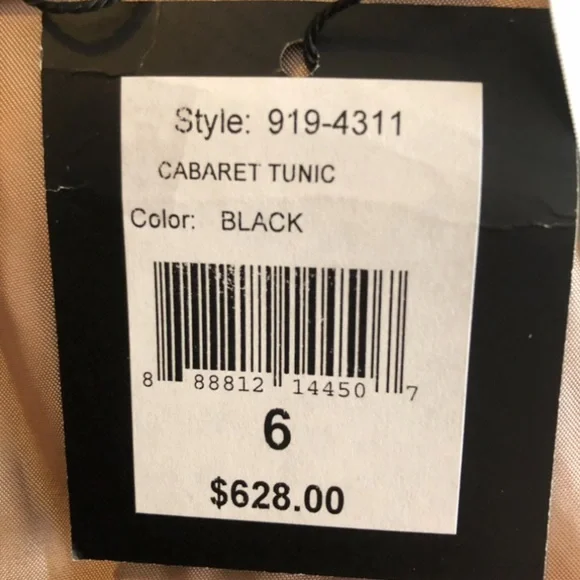 Style: 919-4311
CABARET TUNIC
Color: BLACK
8 88812 14450 7
6
$628.00